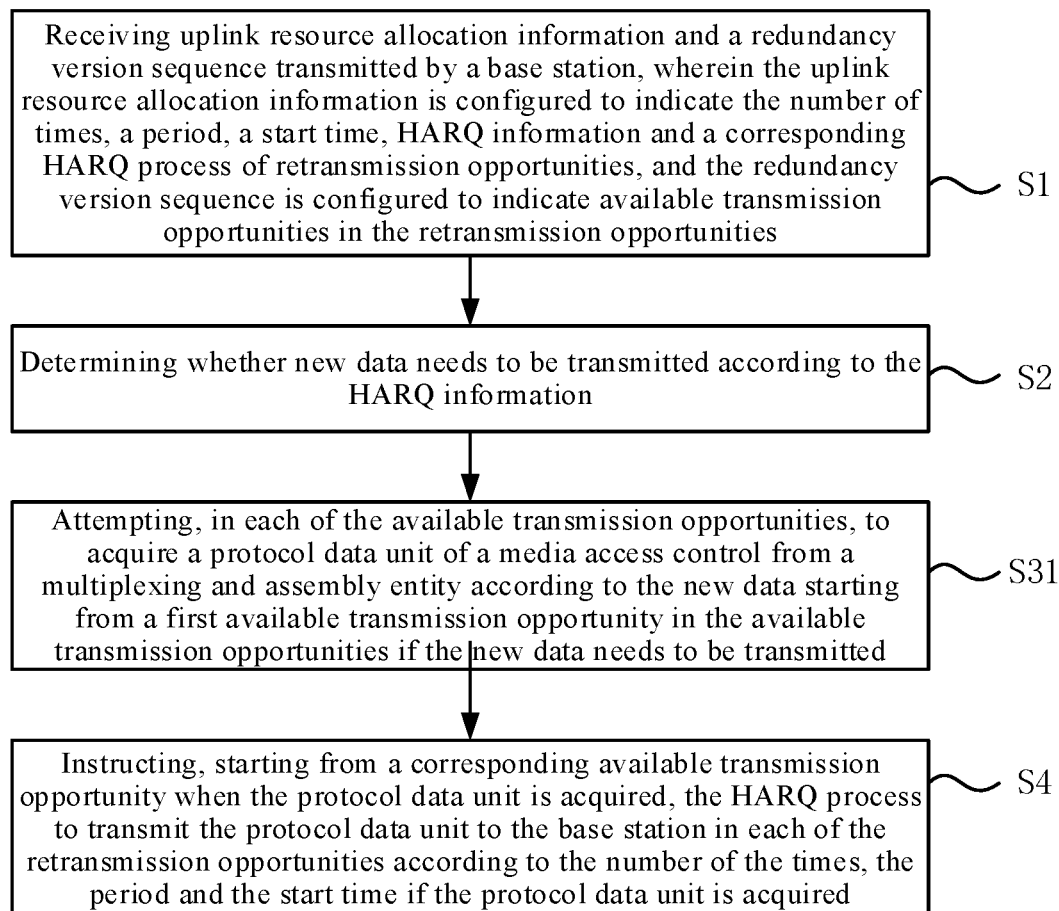 Receiving uplink resource allocation information and a redundancy
version sequence transmitted by a base station, wherein the uplink
resource allocation information is configured to indicate the number of
times, a period, a start time, HARQ information and a corresponding
HARQ process of retransmission opportunities, and the redundancy
version sequence is configured to indicate available transmission
opportunities in the retransmission opportunities
S1
Determining whether new data needs to be transmitted according to the
HARQ information
S2
Attempting, in each of the available transmission opportunities, to
acquire a protocol data unit of a media access control from a
multiplexing and assembly entity according to the new data starting
from a first available transmission opportunity in the available
transmission opportunities if the new data needs to be transmitted
S31
Instructing, starting from a corresponding available transmission
opportunity when the protocol data unit is acquired, the HARQ process
to transmit the protocol data unit to the base station in each of the
retransmission opportunities according to the number of the times, the
period and the start time if the protocol data unit is acquired
S4